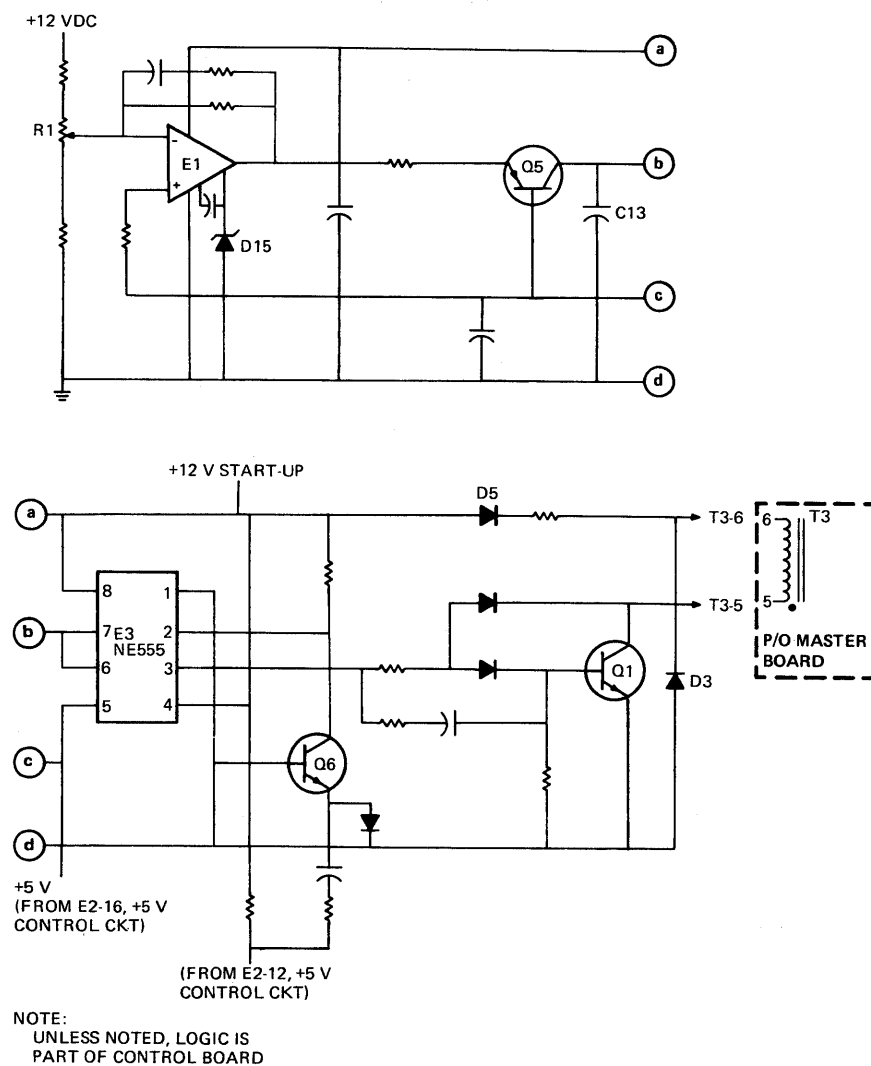 +12 VDC
a
R1
-
E1
+
Q5
b
C13
D15
c
d
+12 V START-UP
a
D5
T3-6
6
T3
8
1
b
7
E3
2
NE555
T3-5
5
6
3
P/O MASTER
BOARD
Q1
D3
5
4
c
Q6
d
+5 V
(FROM E2-16, +5 V
CONTROL CKT)
(FROM E2-12, +5 V
CONTROL CKT)
NOTE:
UNLESS NOTED, LOGIC IS
PART OF CONTROL BOARD